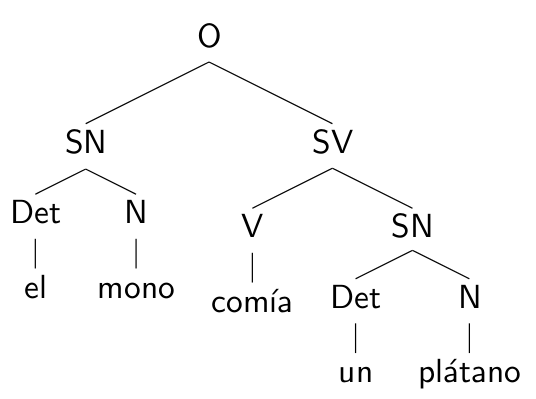 O
SN SV
Det N V SN
el mono comía Det N
un plátano